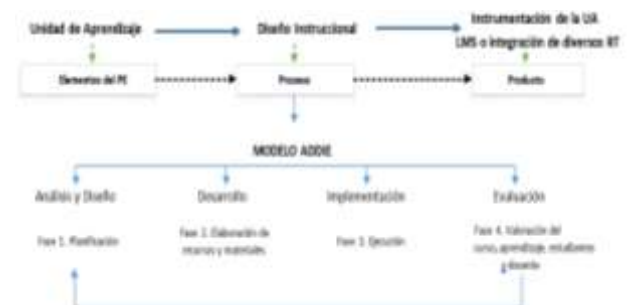 Unidad de Aprendizaje
Diseño Instruccional
Instrumentación de la UA
LMS o integración de diversos RT
Elementos del PE
Proceso
Producto
MODELO ADDIE
Análisis y Diseño
Desarrollo
Implementación
Evaluación
Fase 1. Planificación
Fase 2. Elaboración de
recursos y materiales.
Fase 3. Ejecución
Fase 4. Valoración del
curso, aprendizaje, estudiantes
y docente